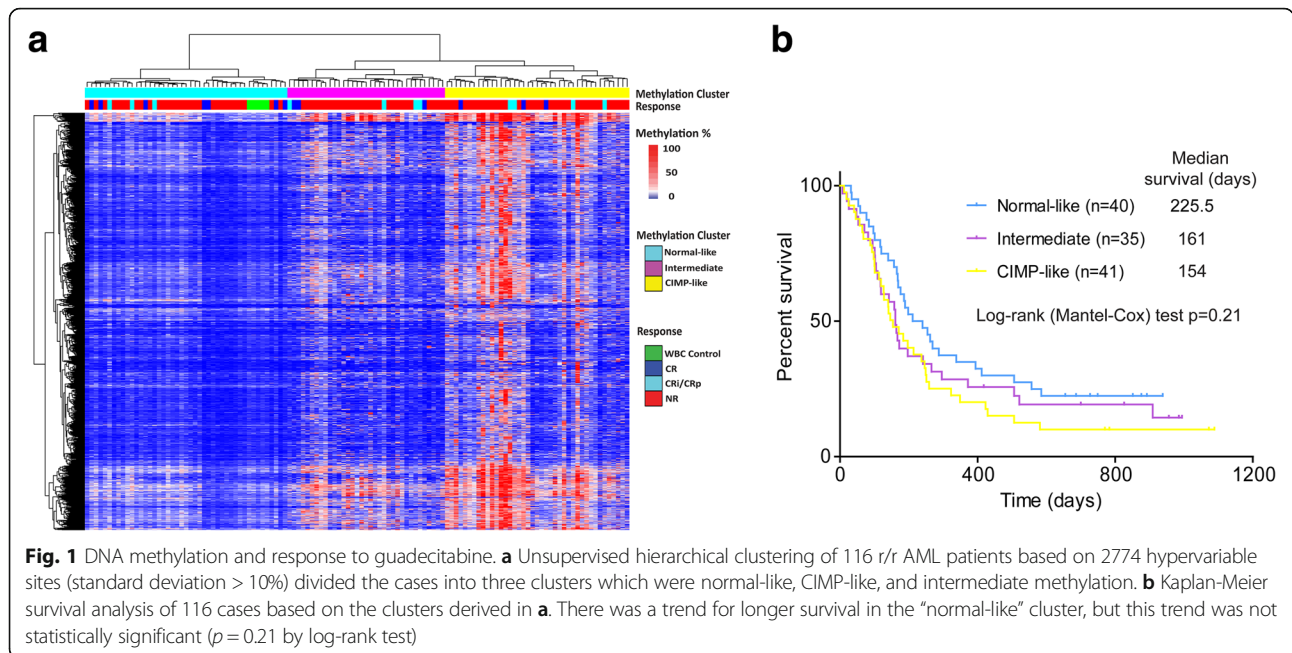 a
Methylation Cluster
Response
Methylation %
100
50
0
Methylation Cluster
Normal-like
Intermediate
CIMP-like
Response
WBC Control
CR
CRi/CRp
NR
b
Median
survival (days)
Normal-like (n=40) 225.5
Intermediate (n=35) 161
CIMP-like (n=41) 154
Log-rank (Mantel-Cox) test p=0.21
Percent survival
100
50
0
0 400 800 1200
Time (days)
Fig. 1 DNA methylation and response to guadecitabine. a Unsupervised hierarchical clustering of 116 r/r AML patients based on 2774 hypervariable
sites (standard deviation > 10%) divided the cases into three clusters which were normal-like, CIMP-like, and intermediate methylation. b Kaplan-Meier
survival analysis of 116 cases based on the clusters derived in a. There was a trend for longer survival in the “normal-like” cluster, but this trend was not
statistically significant (p = 0.21 by log-rank test)